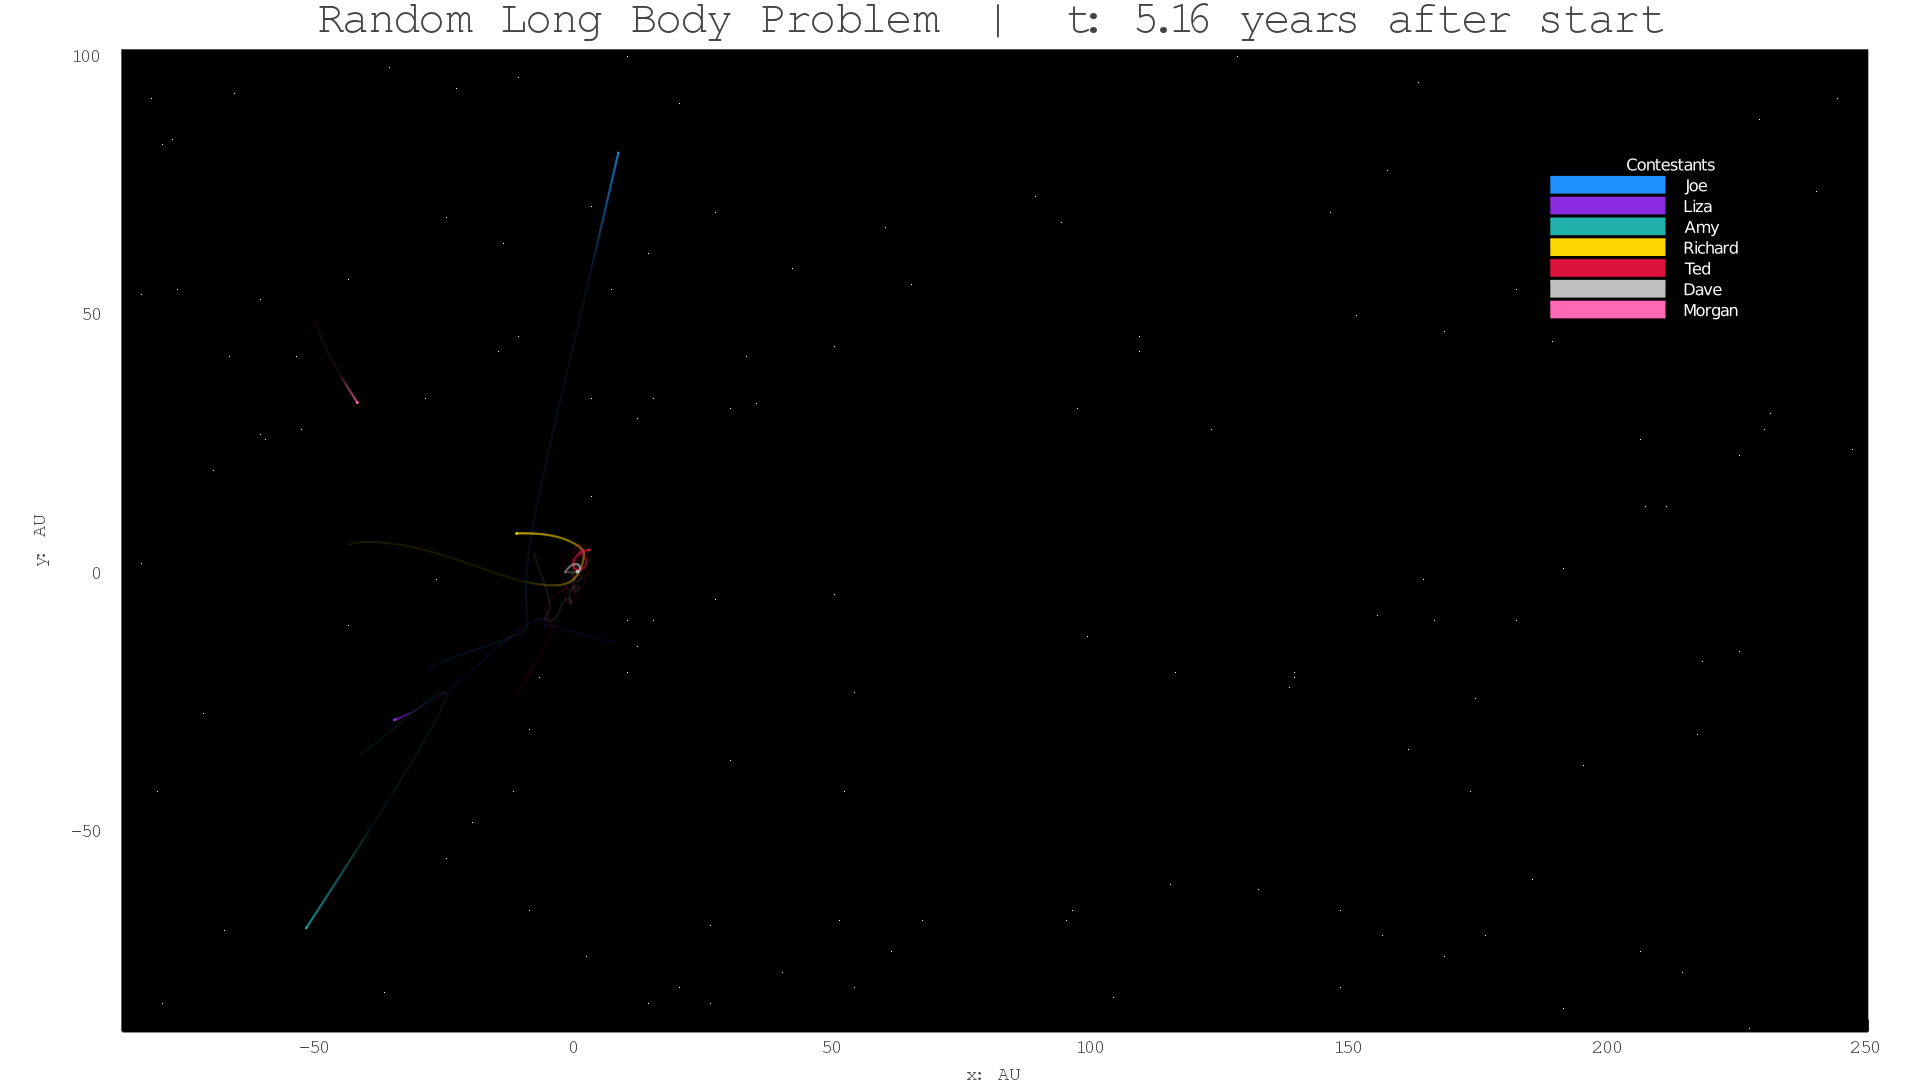 Random Long Body Problem | t: 5.16 years after start
100
50
0
−50
y: AU
Contestants
Joe
Liza
Amy
Richard
Ted
Dave
Morgan
−50 0 50 100 150 200 250
x: AU